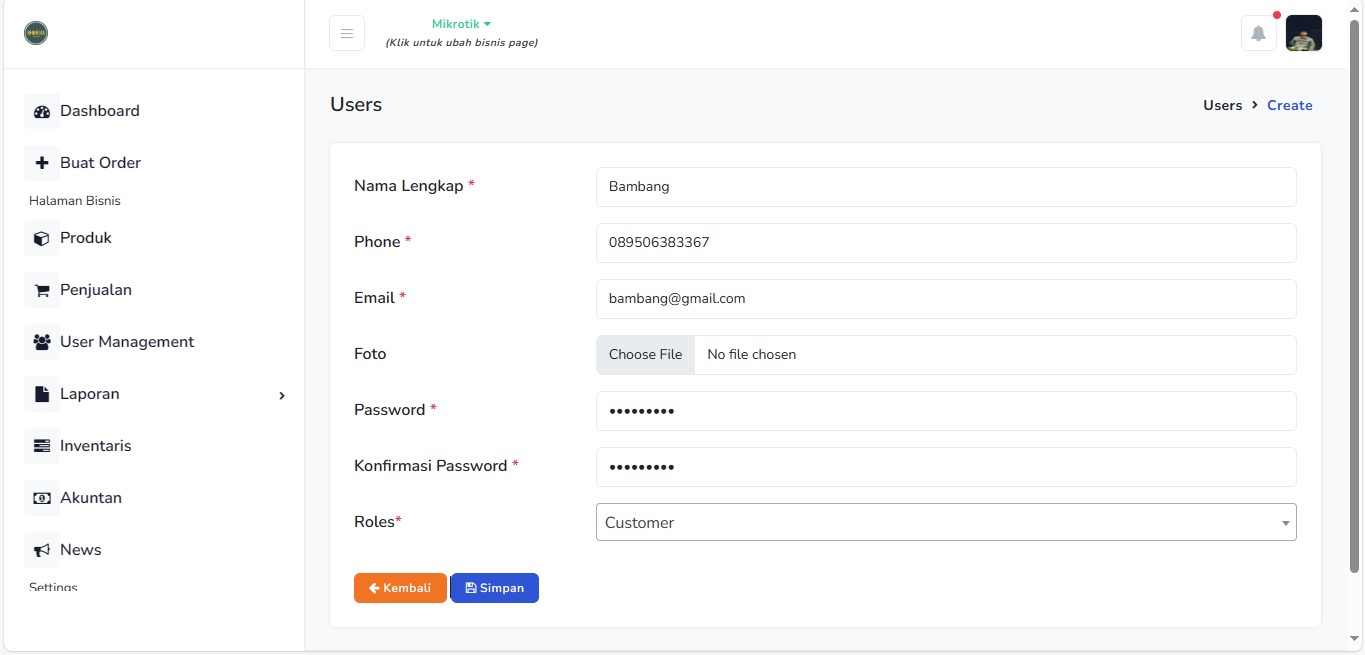 Mikrotik
(Klik untuk ubah bisnis page)
Dashboard
Buat Order
Halaman Bisnis
Produk
Penjualan
User Management
Laporan
Inventaris
Akuntan
News
Settings
Users
Users > Create
Nama Lengkap * Bambang
Phone * 089506383367
Email * bambang@gmail.com
Foto Choose File No file chosen
Password * •••••••••
Konfirmasi Password * •••••••••
Roles* Customer
Kembali Simpan